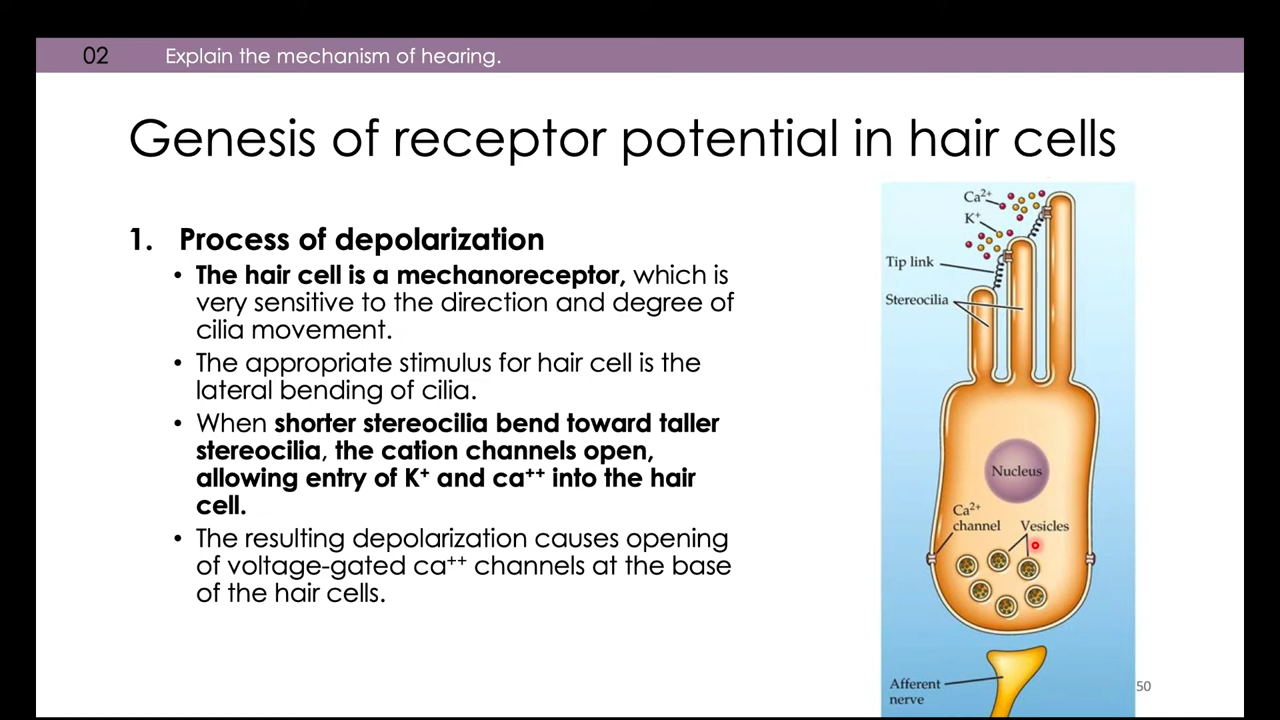 02 Explain the mechanism of hearing.
Genesis of receptor potential in hair cells
1. Process of depolarization
• The hair cell is a mechanoreceptor, which is
very sensitive to the direction and degree of
cilia movement.
• The appropriate stimulus for hair cell is the
lateral bending of cilia.
• When shorter stereocilia bend toward taller
stereocilia, the cation channels open,
allowing entry of K⁺ and ca⁺⁺ into the hair
cell.
• The resulting depolarization causes opening
of voltage-gated ca⁺⁺ channels at the base
of the hair cells.
Ca²⁺
K⁺
Tip link
Stereocilia
Nucleus
Ca²⁺
channel
Vesicles
Afferent
nerve
50